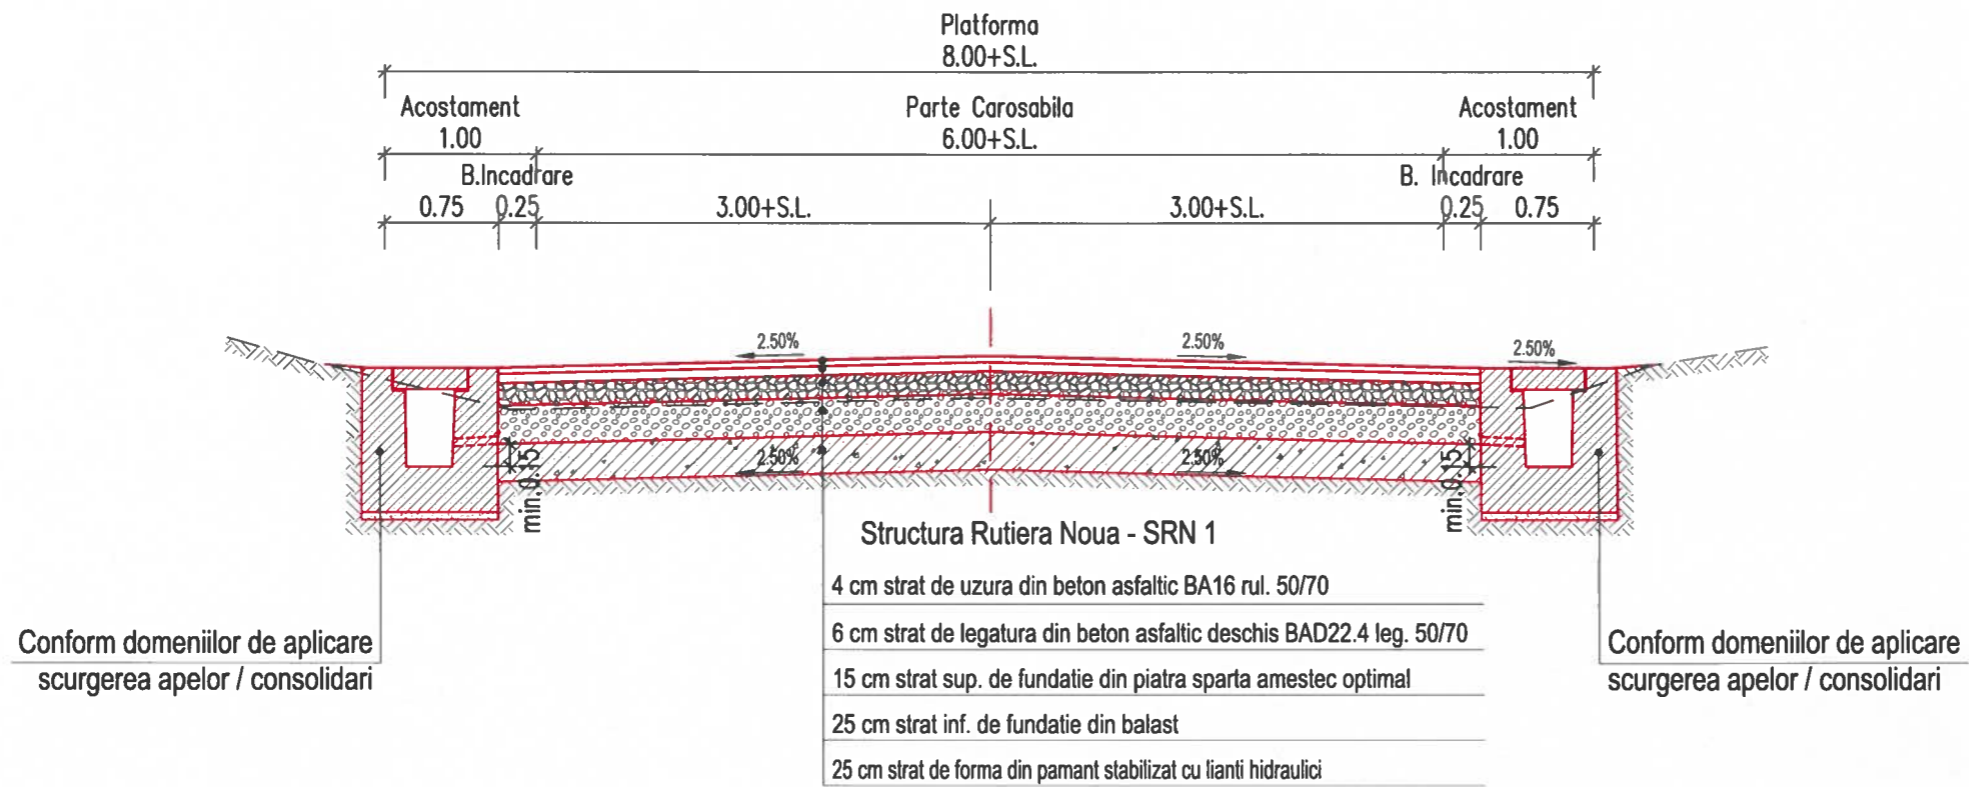 Platforma
8.00+S.L.
Acostament
Parte Carosabila
Acostament
1.00
6.00+S.L.
1.00
B.Incadrare
B. Incadrare
0.75
0.25
3.00+S.L.
3.00+S.L.
0.25
0.75
2.50%
2.50%
2.50%
2.50%
2.50%
min.0.15
min.0.15
Structura Rutiera Noua - SRN 1
4 cm strat de uzura din beton asfaltic BA16 rul. 50/70
6 cm strat de legatura din beton asfaltic deschis BAD22.4 leg. 50/70
15 cm strat sup. de fundatie din piatra sparta amestec optimal
25 cm strat inf. de fundatie din balast
25 cm strat de forma din pamant stabilizat cu lianti hidraulici
Conform domeniilor de aplicare
scurgerea apelor / consolidari
Conform domeniilor de aplicare
scurgerea apelor / consolidari